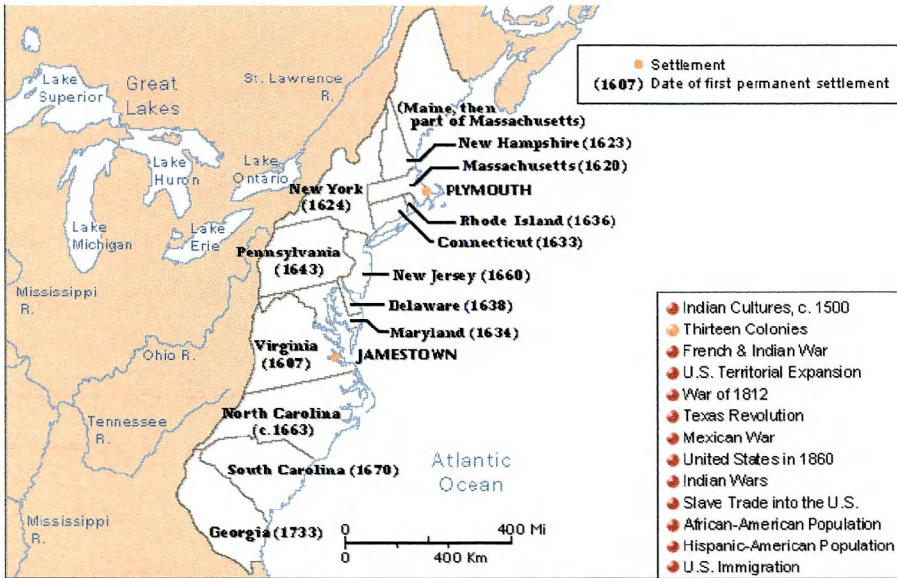 Lake
Superior
Great
Lakes
St. Lawrence
R.
Settlement
(1607) Date of first permanent settlement
(Maine, then
part of Massachusetts)
New Hampshire (1623)
Massachusetts (1620)
PLYMOUTH
Lake
Huron
Lake
Ontario
New York
(1624)
Rhode Island (1636)
Connecticut (1633)
Lake
Michigan
Lake
Erie
Pennsylvania
(1643)
New Jersey (1660)
Mississippi
R.
Delaware (1638)
Maryland (1634)
Ohio R.
Virginia
(1607)
JAMESTOWN
North Carolina
(c. 1663)
Tennessee
R.
South Carolina (1670)
Atlantic
Ocean
Mississippi
R.
Georgia (1733)
0 400 Mi
0 400 Km
Indian Cultures, c. 1500
Thirteen Colonies
French & Indian War
U.S. Territorial Expansion
War of 1812
Texas Revolution
Mexican War
United States in 1860
Indian Wars
Slave Trade into the U.S.
African-American Population
Hispanic-American Population
U.S. Immigration